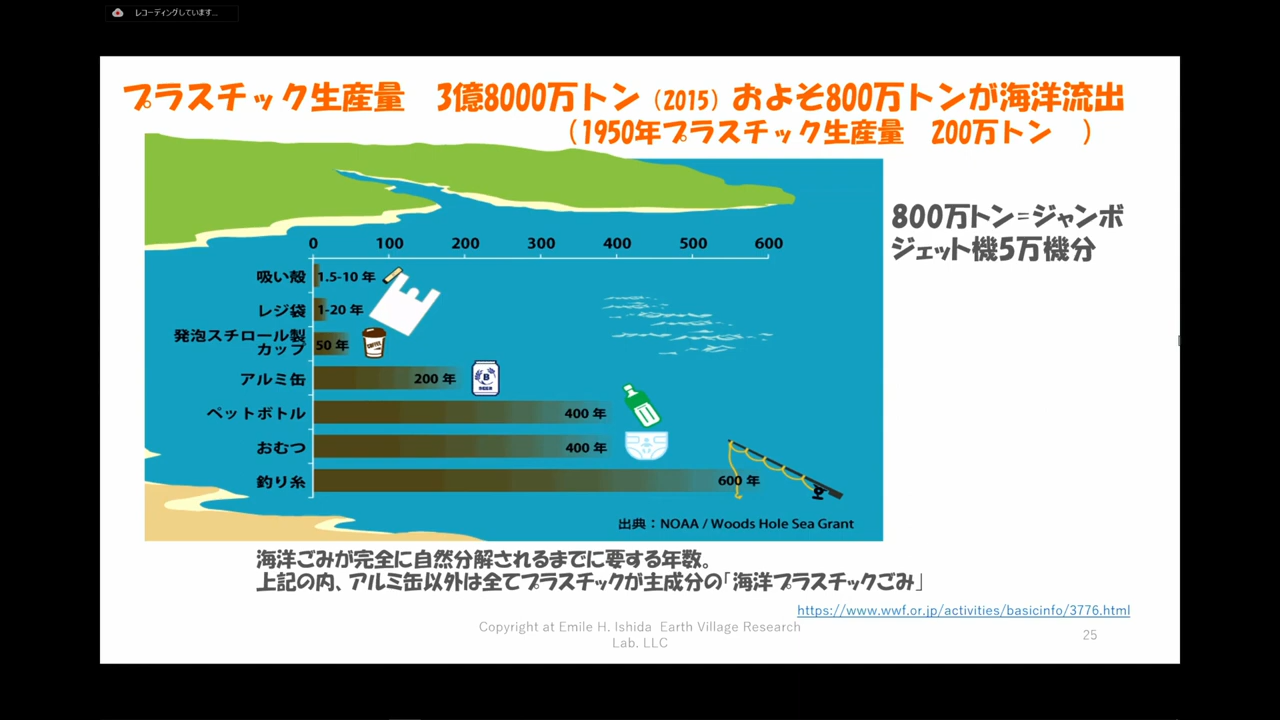 レコーディングしています...
プラスチック生産量　3億8000万トン（2015）およそ800万トンが海洋流出
（1950年プラスチック生産量　200万トン　）
800万トン=ジャンボ
ジェット機5万機分
0 100 200 300 400 500 600
吸い殻 1.5-10 年
レジ袋 1-20 年
発泡スチロール製
カップ 50 年
COFFEE
アルミ缶 200 年
B
ペットボトル 400 年
おむつ 400 年
釣り糸 600 年
出典：NOAA / Woods Hole Sea Grant
海洋ごみが完全に自然分解されるまでに要する年数。
上記の内、アルミ缶以外は全てプラスチックが主成分の「海洋プラスチックごみ」
https://www.wwf.or.jp/activities/basicinfo/3776.html
Copyright at Emile H. Ishida Earth Village Research
Lab. LLC
25